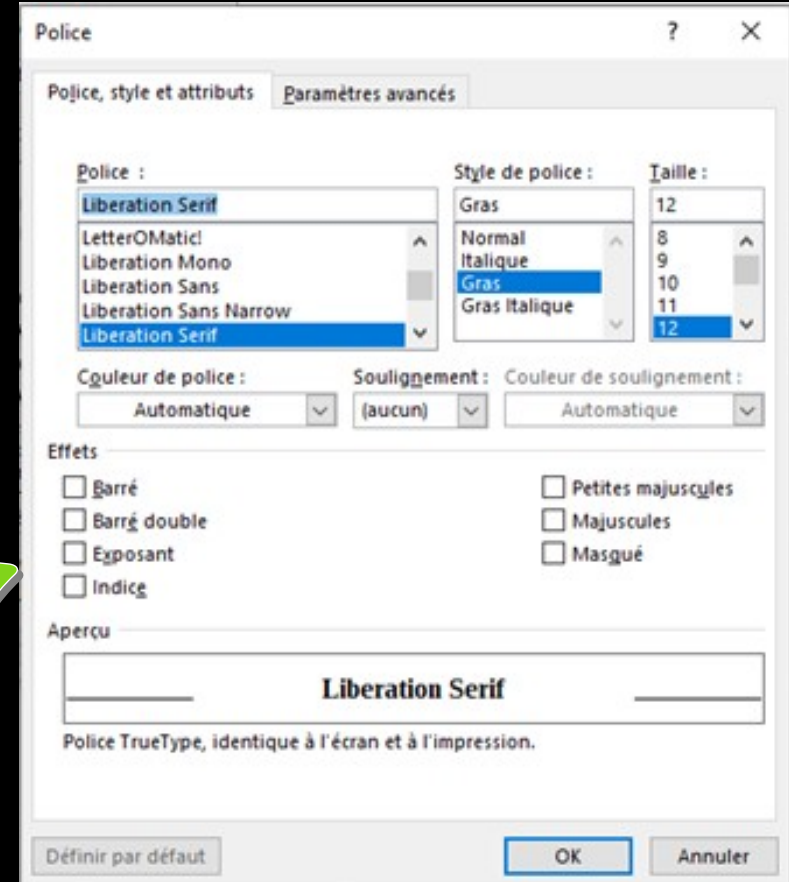 Police ?
Police, style et attributs Paramètres avancés
Police : Style de police : Taille :
Liberation Serif Gras 12
LetterOMatic! Normal 8
Liberation Mono Italique 9
Liberation Sans Gras 10
Liberation Sans Narrow Gras Italique 11
Liberation Serif 12
Couleur de police : Soulignement : Couleur de soulignement :
Automatique (aucun) Automatique
Effets
Barré Petites majuscules
Barré double Majuscules
Exposant Masqué
Indice
Aperçu
Liberation Serif
Police TrueType, identique à l'écran et à l'impression.
Définir par défaut OK Annuler